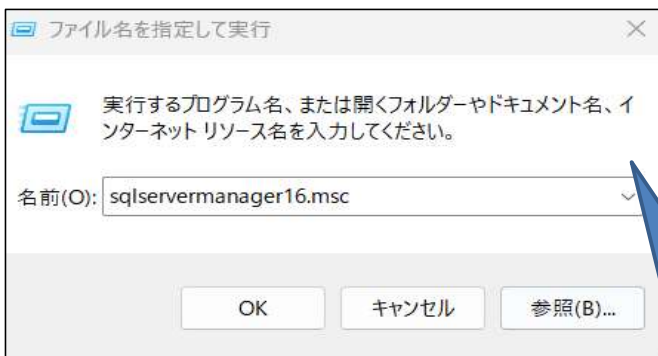 ファイル名を指定して実行
実行するプログラム名、または開くフォルダーやドキュメント名、イ
ンターネット リソース名を入力してください。
名前(O): sqlservermanager16.msc
OK キャンセル 参照(B)...